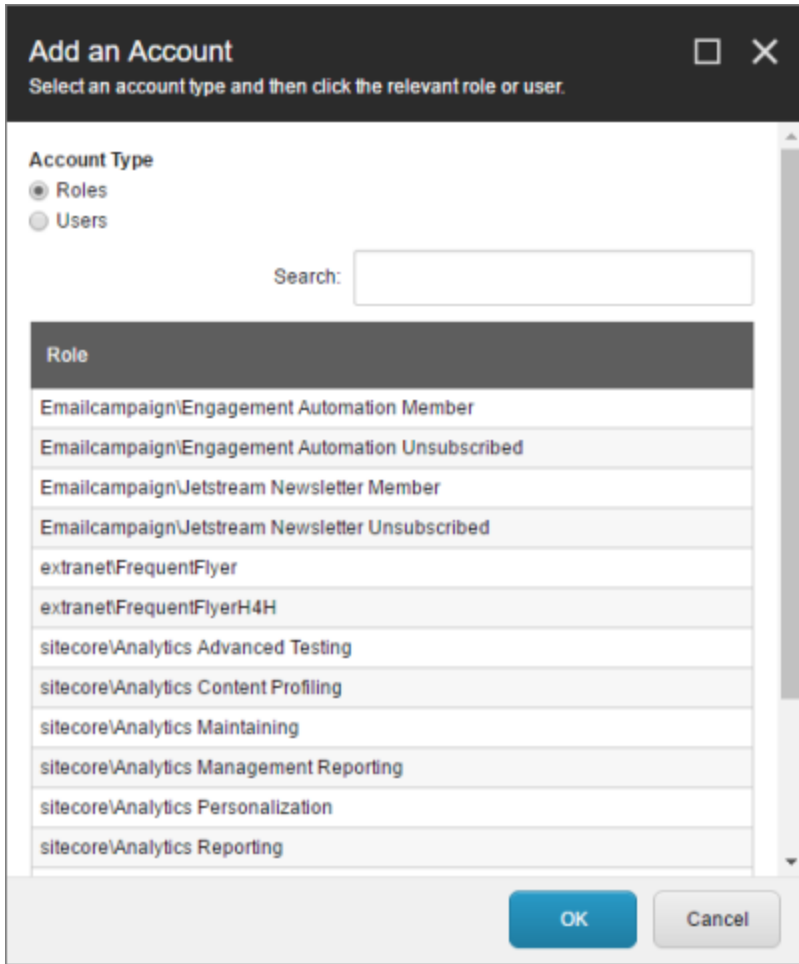 Add an Account
Select an account type and then click the relevant role or user.
Account Type
Roles
Users
Search:
Role
Emailcampaign\Engagement Automation Member
Emailcampaign\Engagement Automation Unsubscribed
Emailcampaign\Jetstream Newsletter Member
Emailcampaign\Jetstream Newsletter Unsubscribed
extranet\FrequentFlyer
extranet\FrequentFlyerH4H
sitecore\Analytics Advanced Testing
sitecore\Analytics Content Profiling
sitecore\Analytics Maintaining
sitecore\Analytics Management Reporting
sitecore\Analytics Personalization
sitecore\Analytics Reporting
OK
Cancel